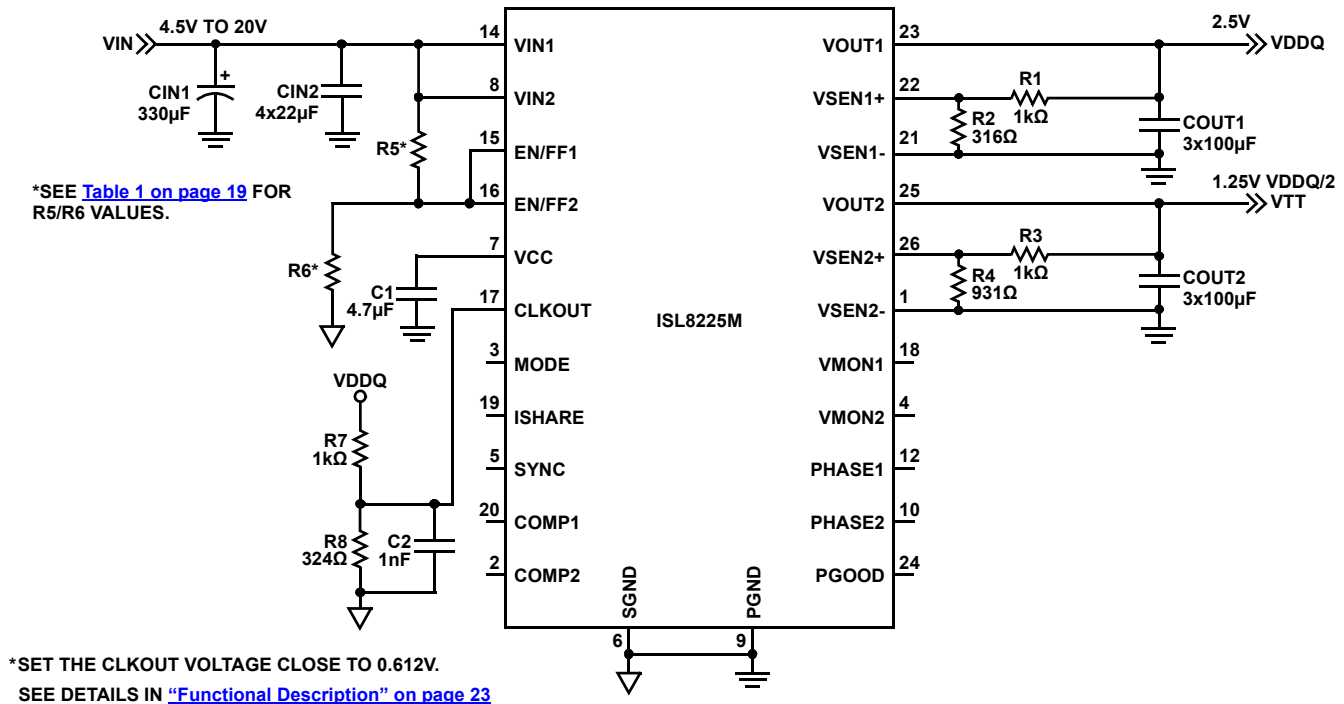 4.5V TO 20V
VIN
CIN1
330µF
+
CIN2
4x22µF
R5*
*SEE Table 1 on page 19 FOR
R5/R6 VALUES.
R6*
C1
4.7µF
VDDQ
R7
1kΩ
R8
324Ω
C2
1nF
14
VIN1
8
VIN2
15
EN/FF1
16
EN/FF2
7
VCC
17
CLKOUT
3
MODE
19
ISHARE
5
SYNC
20
COMP1
2
COMP2
ISL8225M
SGND
6
PGND
9
VOUT1
23
VSEN1+
22
VSEN1-
21
VOUT2
25
VSEN2+
26
VSEN2-
1
VMON1
18
VMON2
4
PHASE1
12
PHASE2
10
PGOOD
24
2.5V
VDDQ
R1
1kΩ
R2
316Ω
COUT1
3x100µF
1.25V VDDQ/2
VTT
R3
1kΩ
R4
931Ω
COUT2
3x100µF
*SET THE CLKOUT VOLTAGE CLOSE TO 0.612V.
SEE DETAILS IN “Functional Description” on page 23